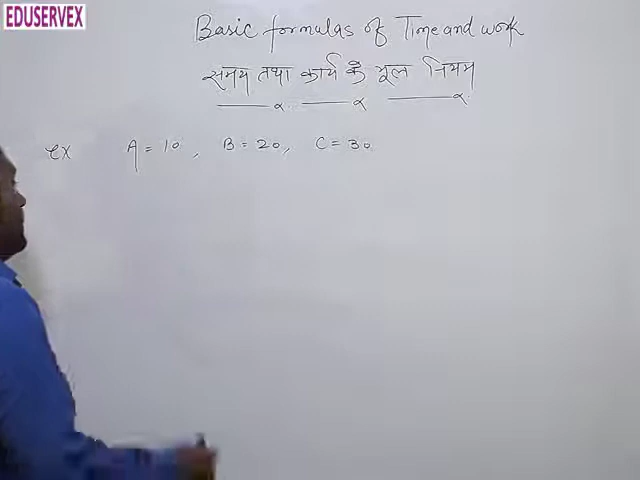 EDUSERVEX
Basic formulas of Time and work
समय तथा कार्य के मूल नियम
ex A = 10, B = 20, C = 30